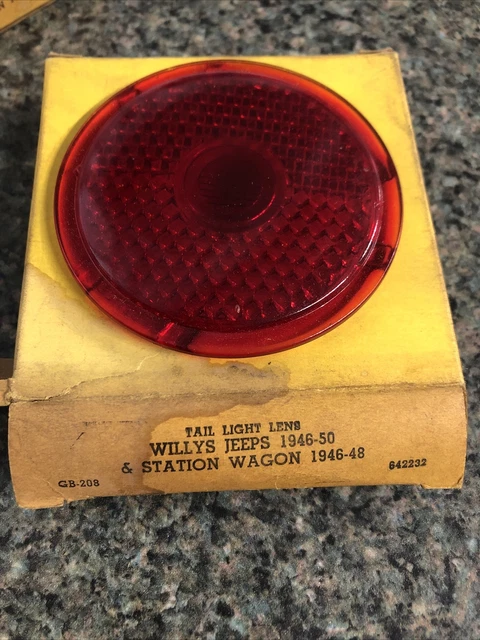 TAIL LIGHT LENS
WILLYS JEEPS 1946-50
& STATION WAGON 1946-48
GB-208
642232